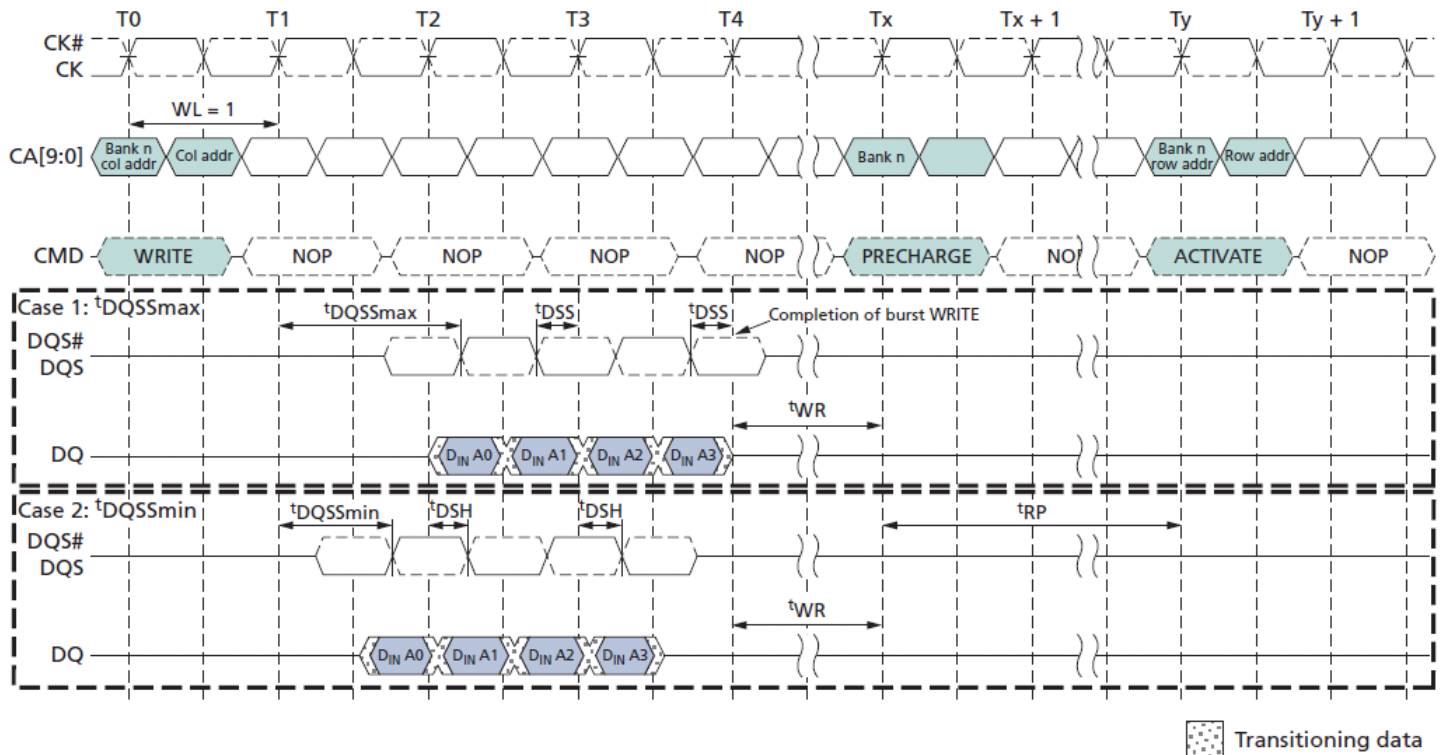 T0 T1 T2 T3 T4 Tx Tx + 1 Ty Ty + 1
CK#
CK
WL = 1
CA[9:0]
Bank n
col addr
Col addr
Bank n
Bank n
row addr
Row addr
CMD WRITE NOP NOP NOP NOP PRECHARGE NOP ACTIVATE NOP
Case 1: tDQSSmax
tDQSSmax tDSS tDSS
Completion of burst WRITE
DQS#
DQS
tWR
DQ DIN A0 DIN A1 DIN A2 DIN A3
Case 2: tDQSSmin
tDQSSmin tDSH tDSH tRP
DQS#
DQS
tWR
DQ DIN A0 DIN A1 DIN A2 DIN A3
Transitioning data